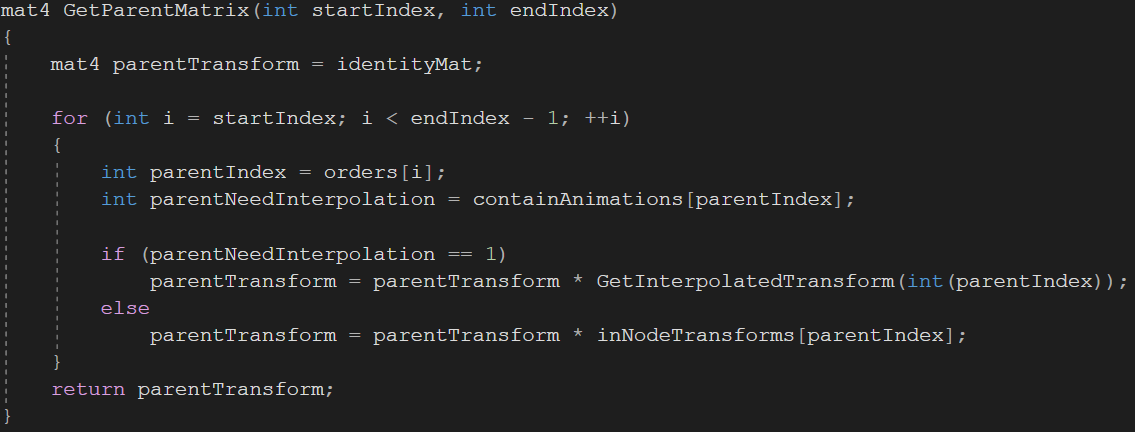 mat4 GetParentMatrix(int startIndex, int endIndex)
{
    mat4 parentTransform = identityMat;

    for (int i = startIndex; i < endIndex - 1; ++i)
    {
        int parentIndex = orders[i];
        int parentNeedInterpolation = containAnimations[parentIndex];

        if (parentNeedInterpolation == 1)
            parentTransform = parentTransform * GetInterpolatedTransform(int(parentIndex));
        else
            parentTransform = parentTransform * inNodeTransforms[parentIndex];
    }
    return parentTransform;
}